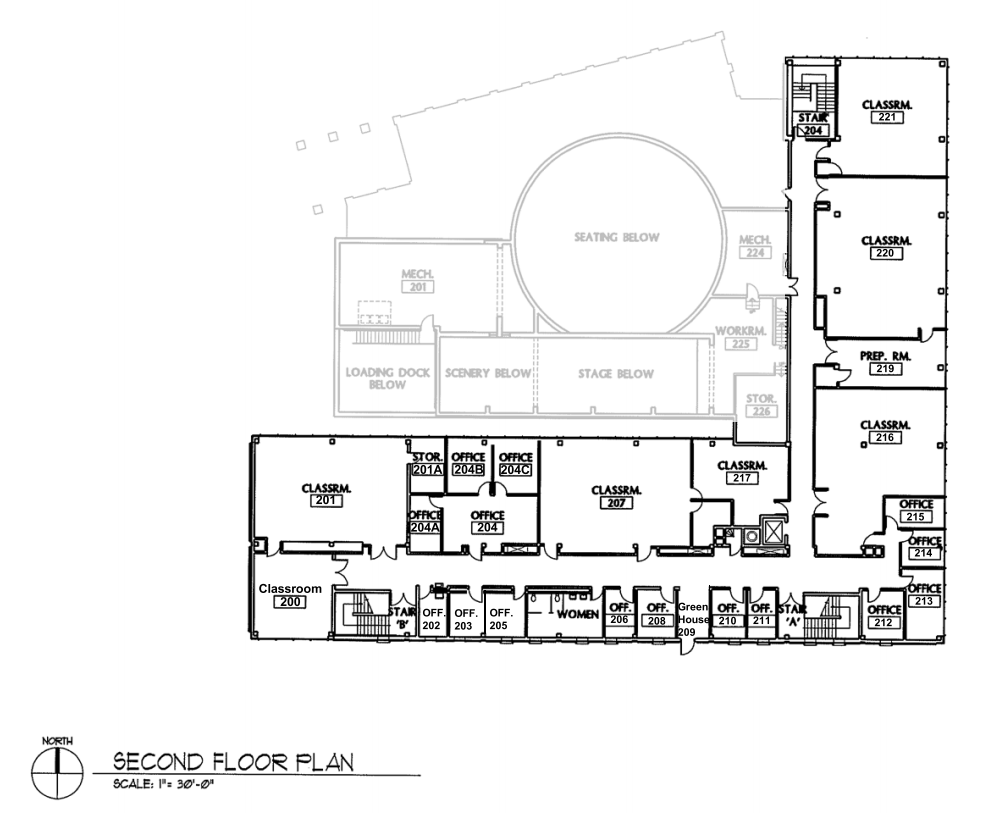 CLASSRM.
221
STAIR
204
SEATING BELOW
MECH.
224
CLASSRM.
220
MECH.
201
WORKRM.
225
PREP. RM.
219
LOADING DOCK
BELOW
SCENERY BELOW
STAGE BELOW
STOR.
226
CLASSRM.
216
CLASSRM.
201
STOR.
201A
OFFICE
204B
OFFICE
204C
CLASSRM.
207
CLASSRM.
217
OFFICE
204A
OFFICE
204
OFFICE
215
OFFICE
214
Classroom
200
STAIR
'B'
OFF.
202
OFF.
203
OFF.
205
WOMEN
OFF.
206
OFF.
208
Green
House
209
OFF.
210
OFF.
211
STAIR
'A'
OFFICE
212
OFFICE
213
NORTH
SECOND FLOOR PLAN
SCALE: 1"= 30'-0"